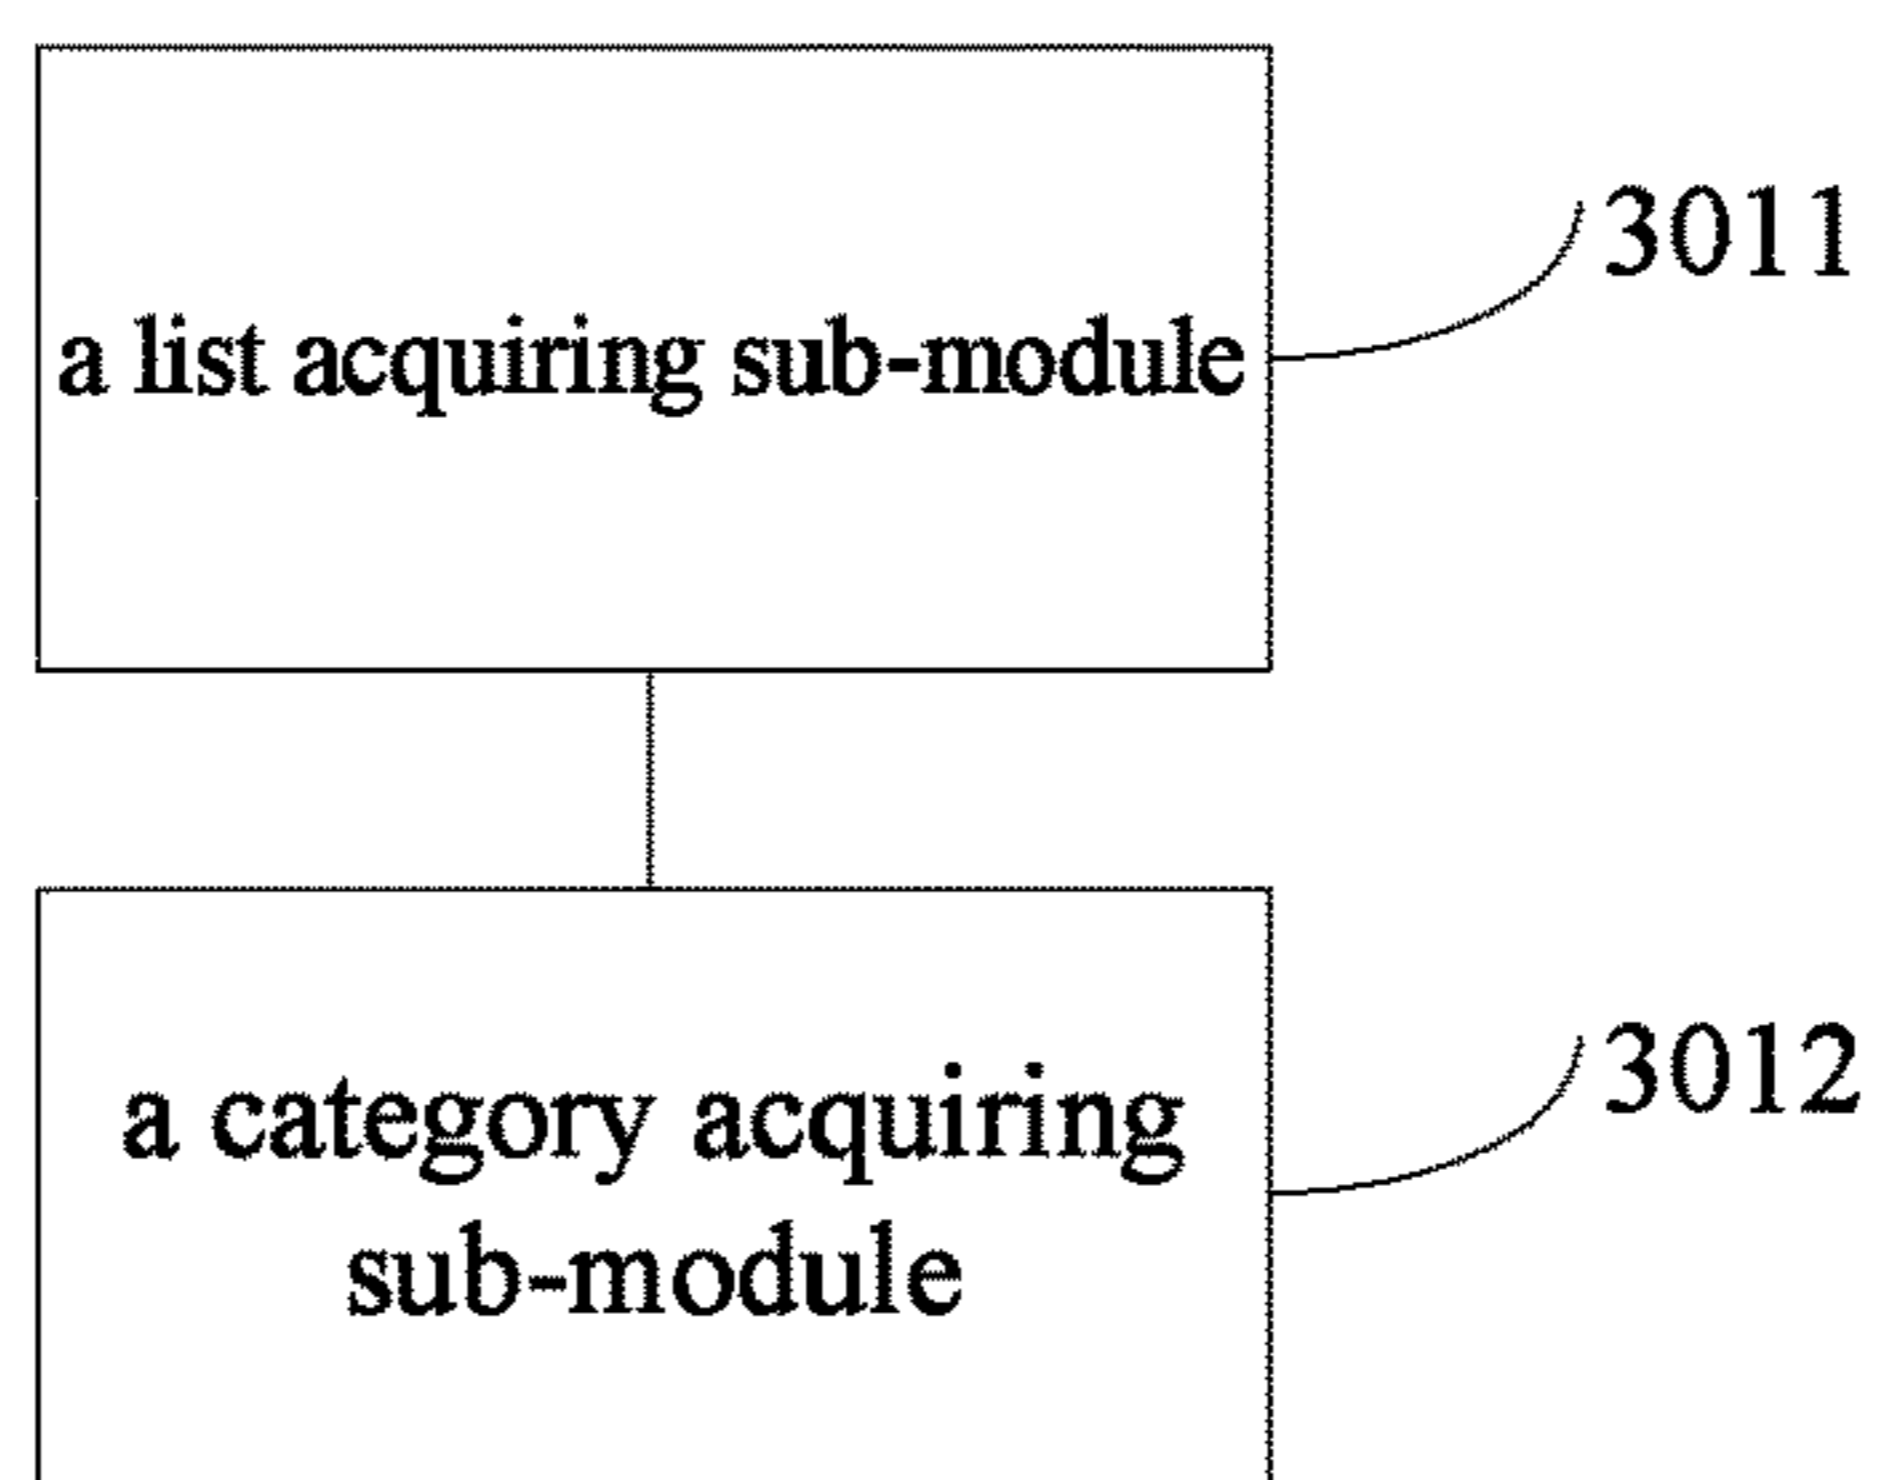 3011
a list acquiring sub-module
3012
a category acquiring
sub-module